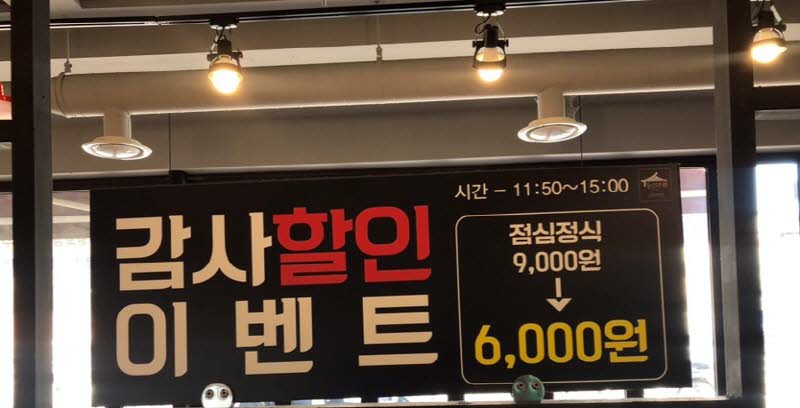 시간 - 11:50~15:00
감사할인
이벤트
점심정식
9,000원
↓
6,000원